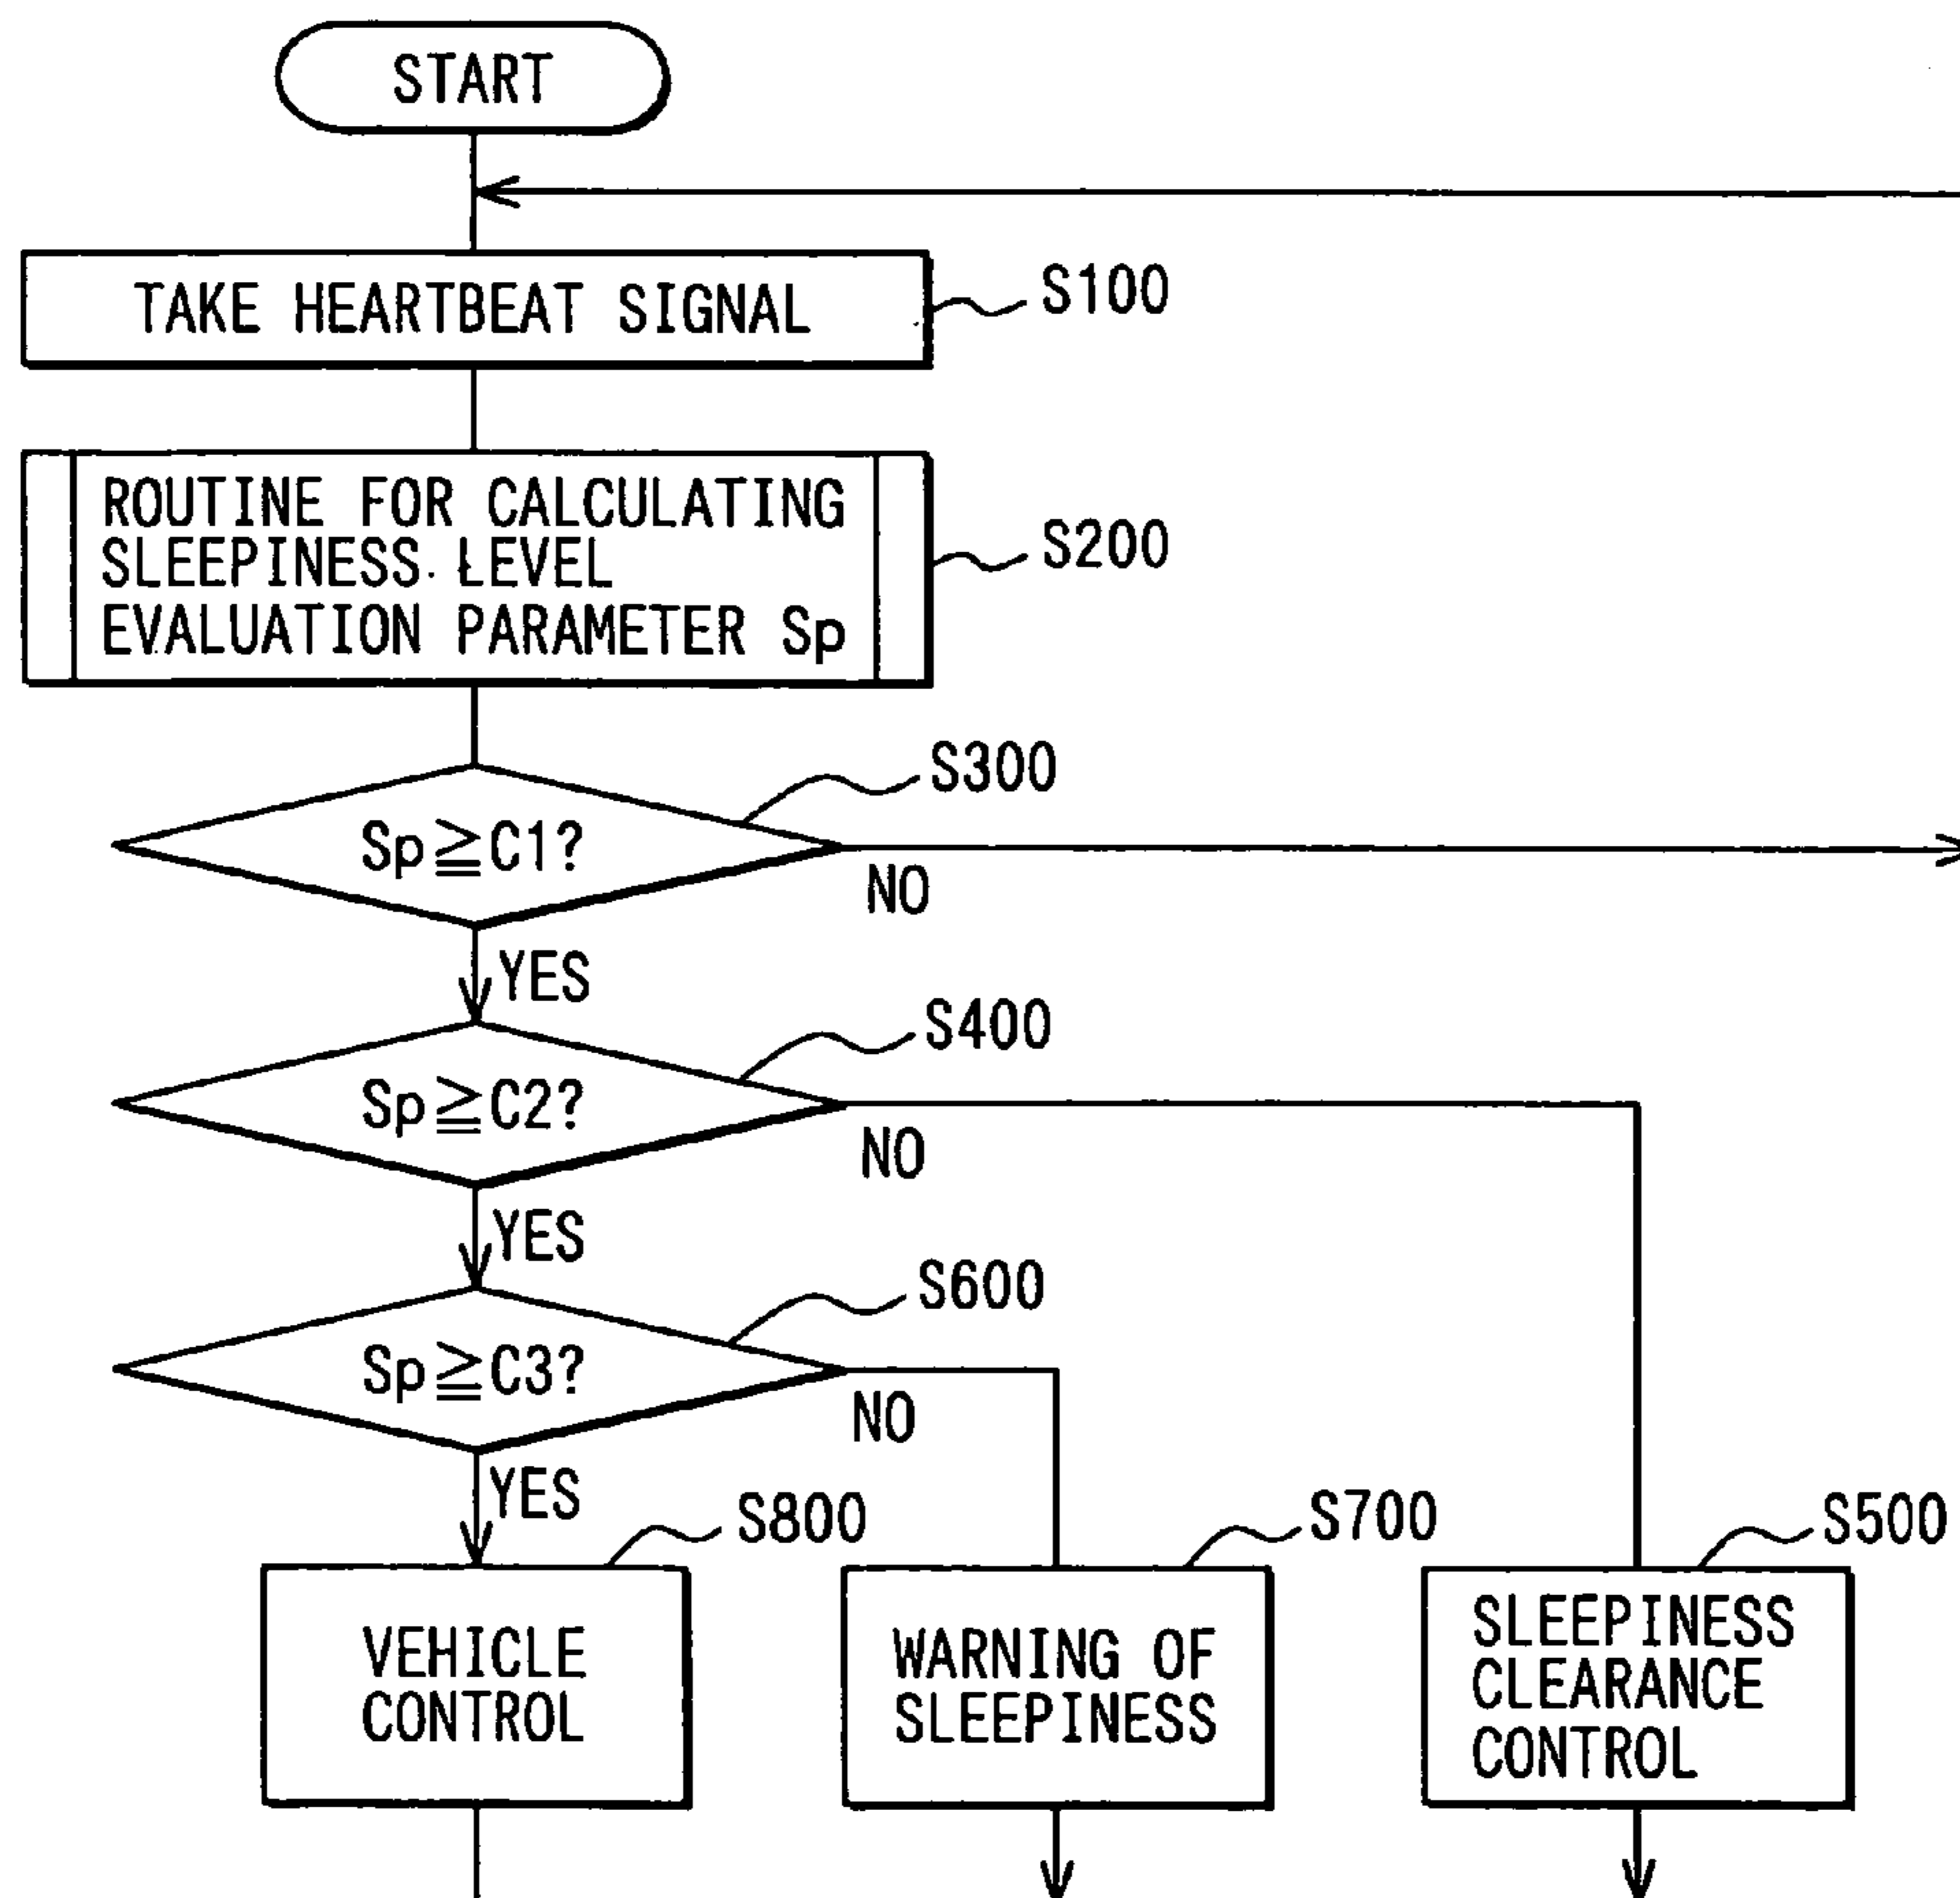 START
TAKE HEARTBEAT SIGNAL
S100
ROUTINE FOR CALCULATING
SLEEPINESS LEVEL
EVALUATION PARAMETER Sp
S200
S300
Sp≧C1?
NO
YES
S400
Sp≧C2?
NO
YES
S600
Sp≧C3?
NO
YES
S800
VEHICLE
CONTROL
S700
WARNING OF
SLEEPINESS
S500
SLEEPINESS
CLEARANCE
CONTROL